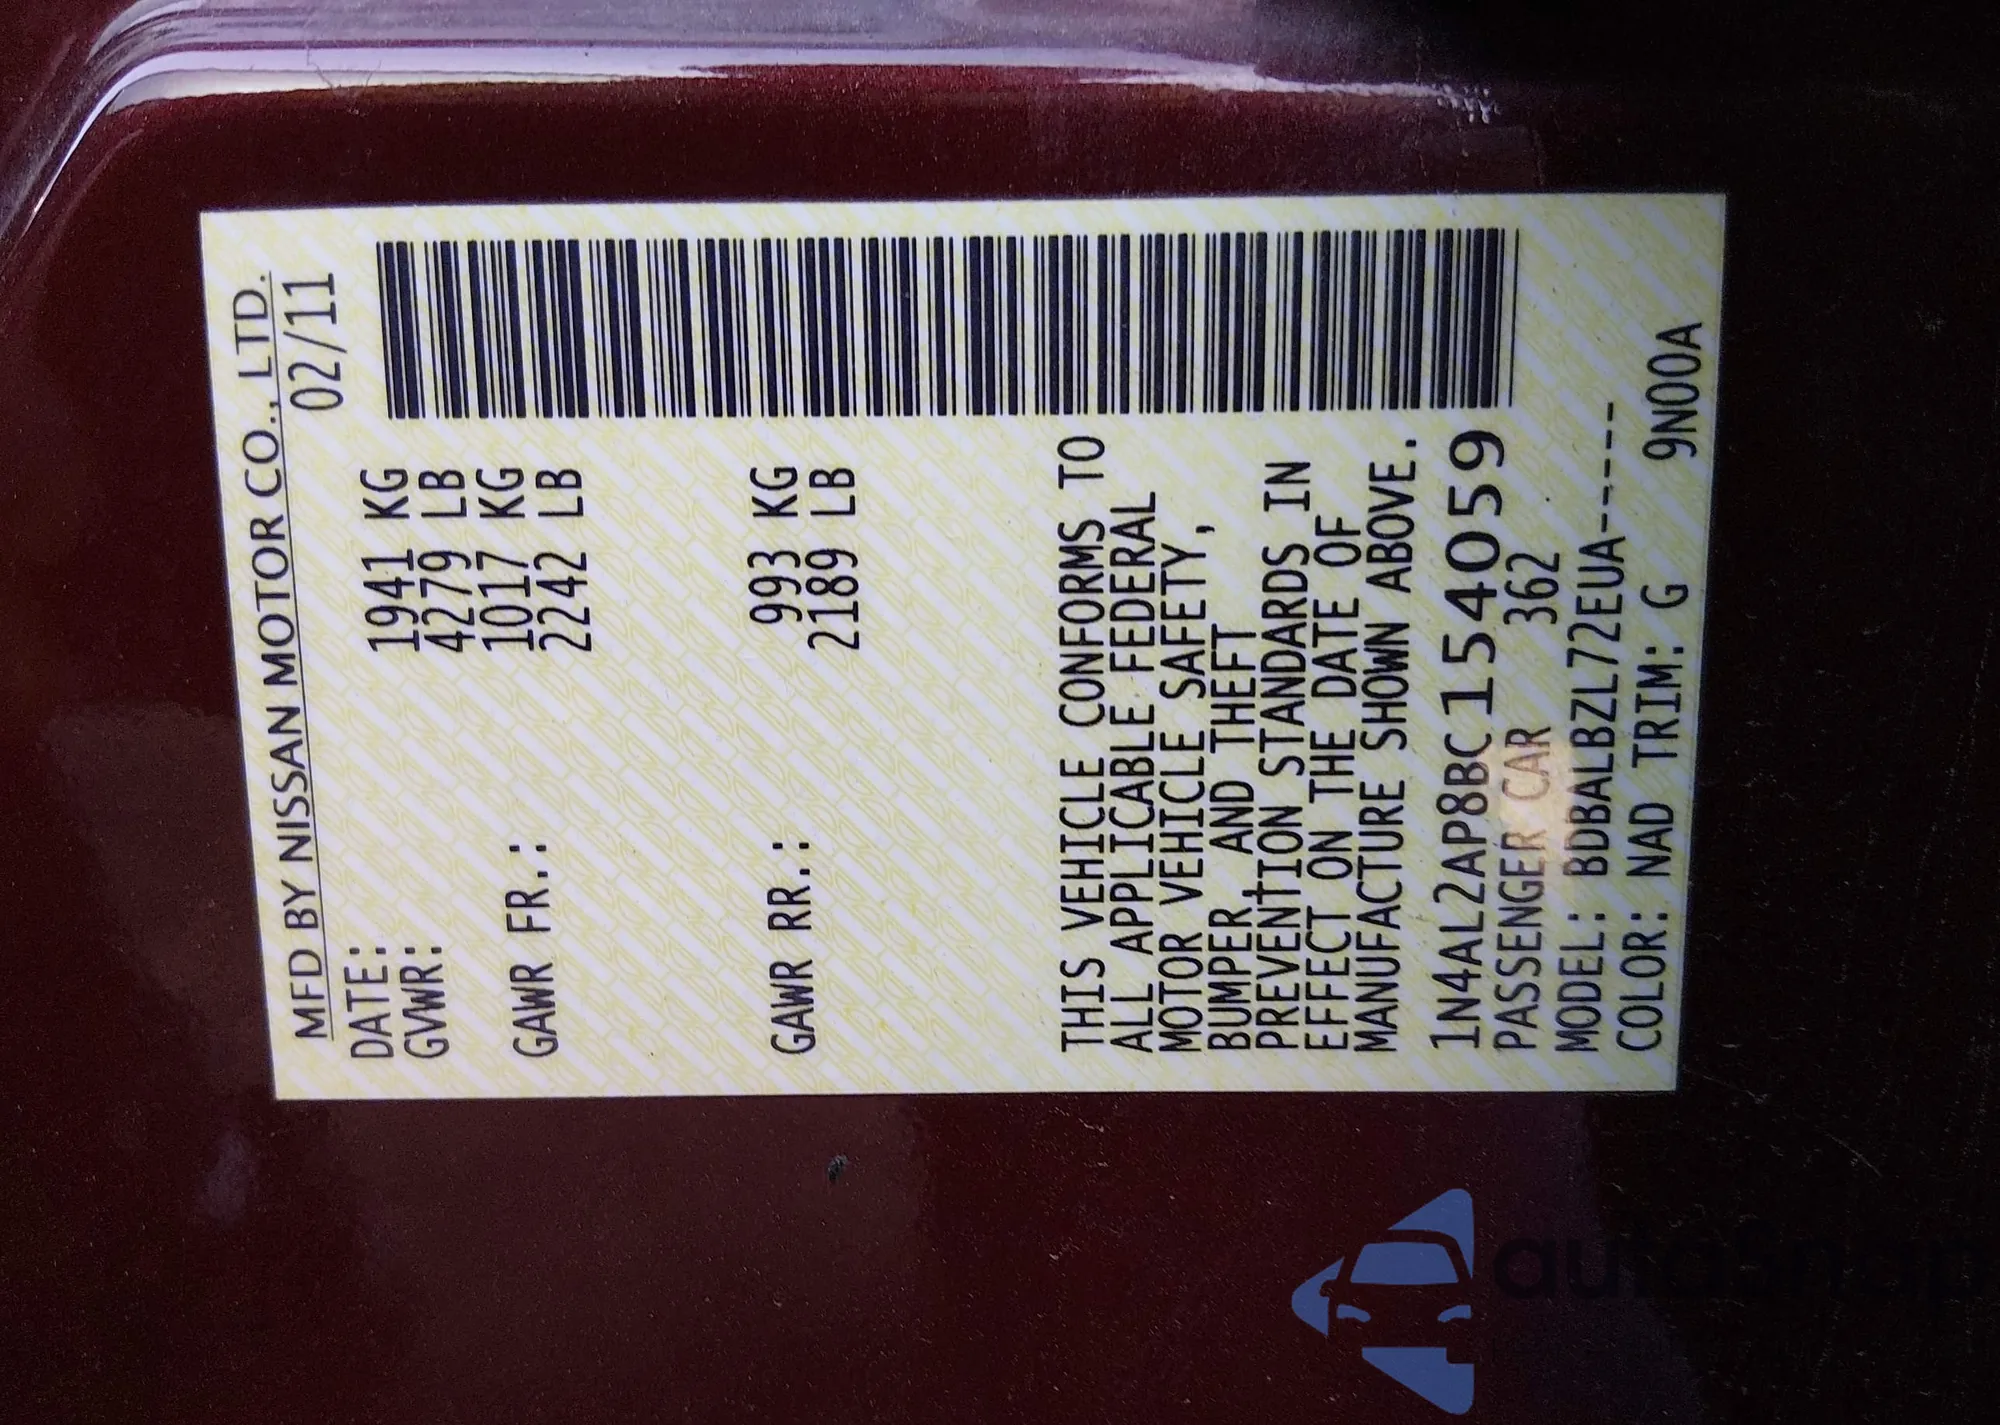 MFD BY NISSAN MOTOR CO., LTD.
DATE: 02/11
GVWR: 1941 KG
4279 LB
GAWR FR.: 1017 KG
2242 LB
GAWR RR.: 993 KG
2189 LB
THIS VEHICLE CONFORMS TO
ALL APPLICABLE FEDERAL
MOTOR VEHICLE SAFETY,
BUMPER, AND THEFT
PREVENTION STANDARDS IN
EFFECT ON THE DATE OF
MANUFACTURE SHOWN ABOVE.
1N4AL2AP8BC154059
PASSENGER CAR 362
MODEL: BDBALBZL72EUA-----
COLOR: NAD TRIM: G 9N00A